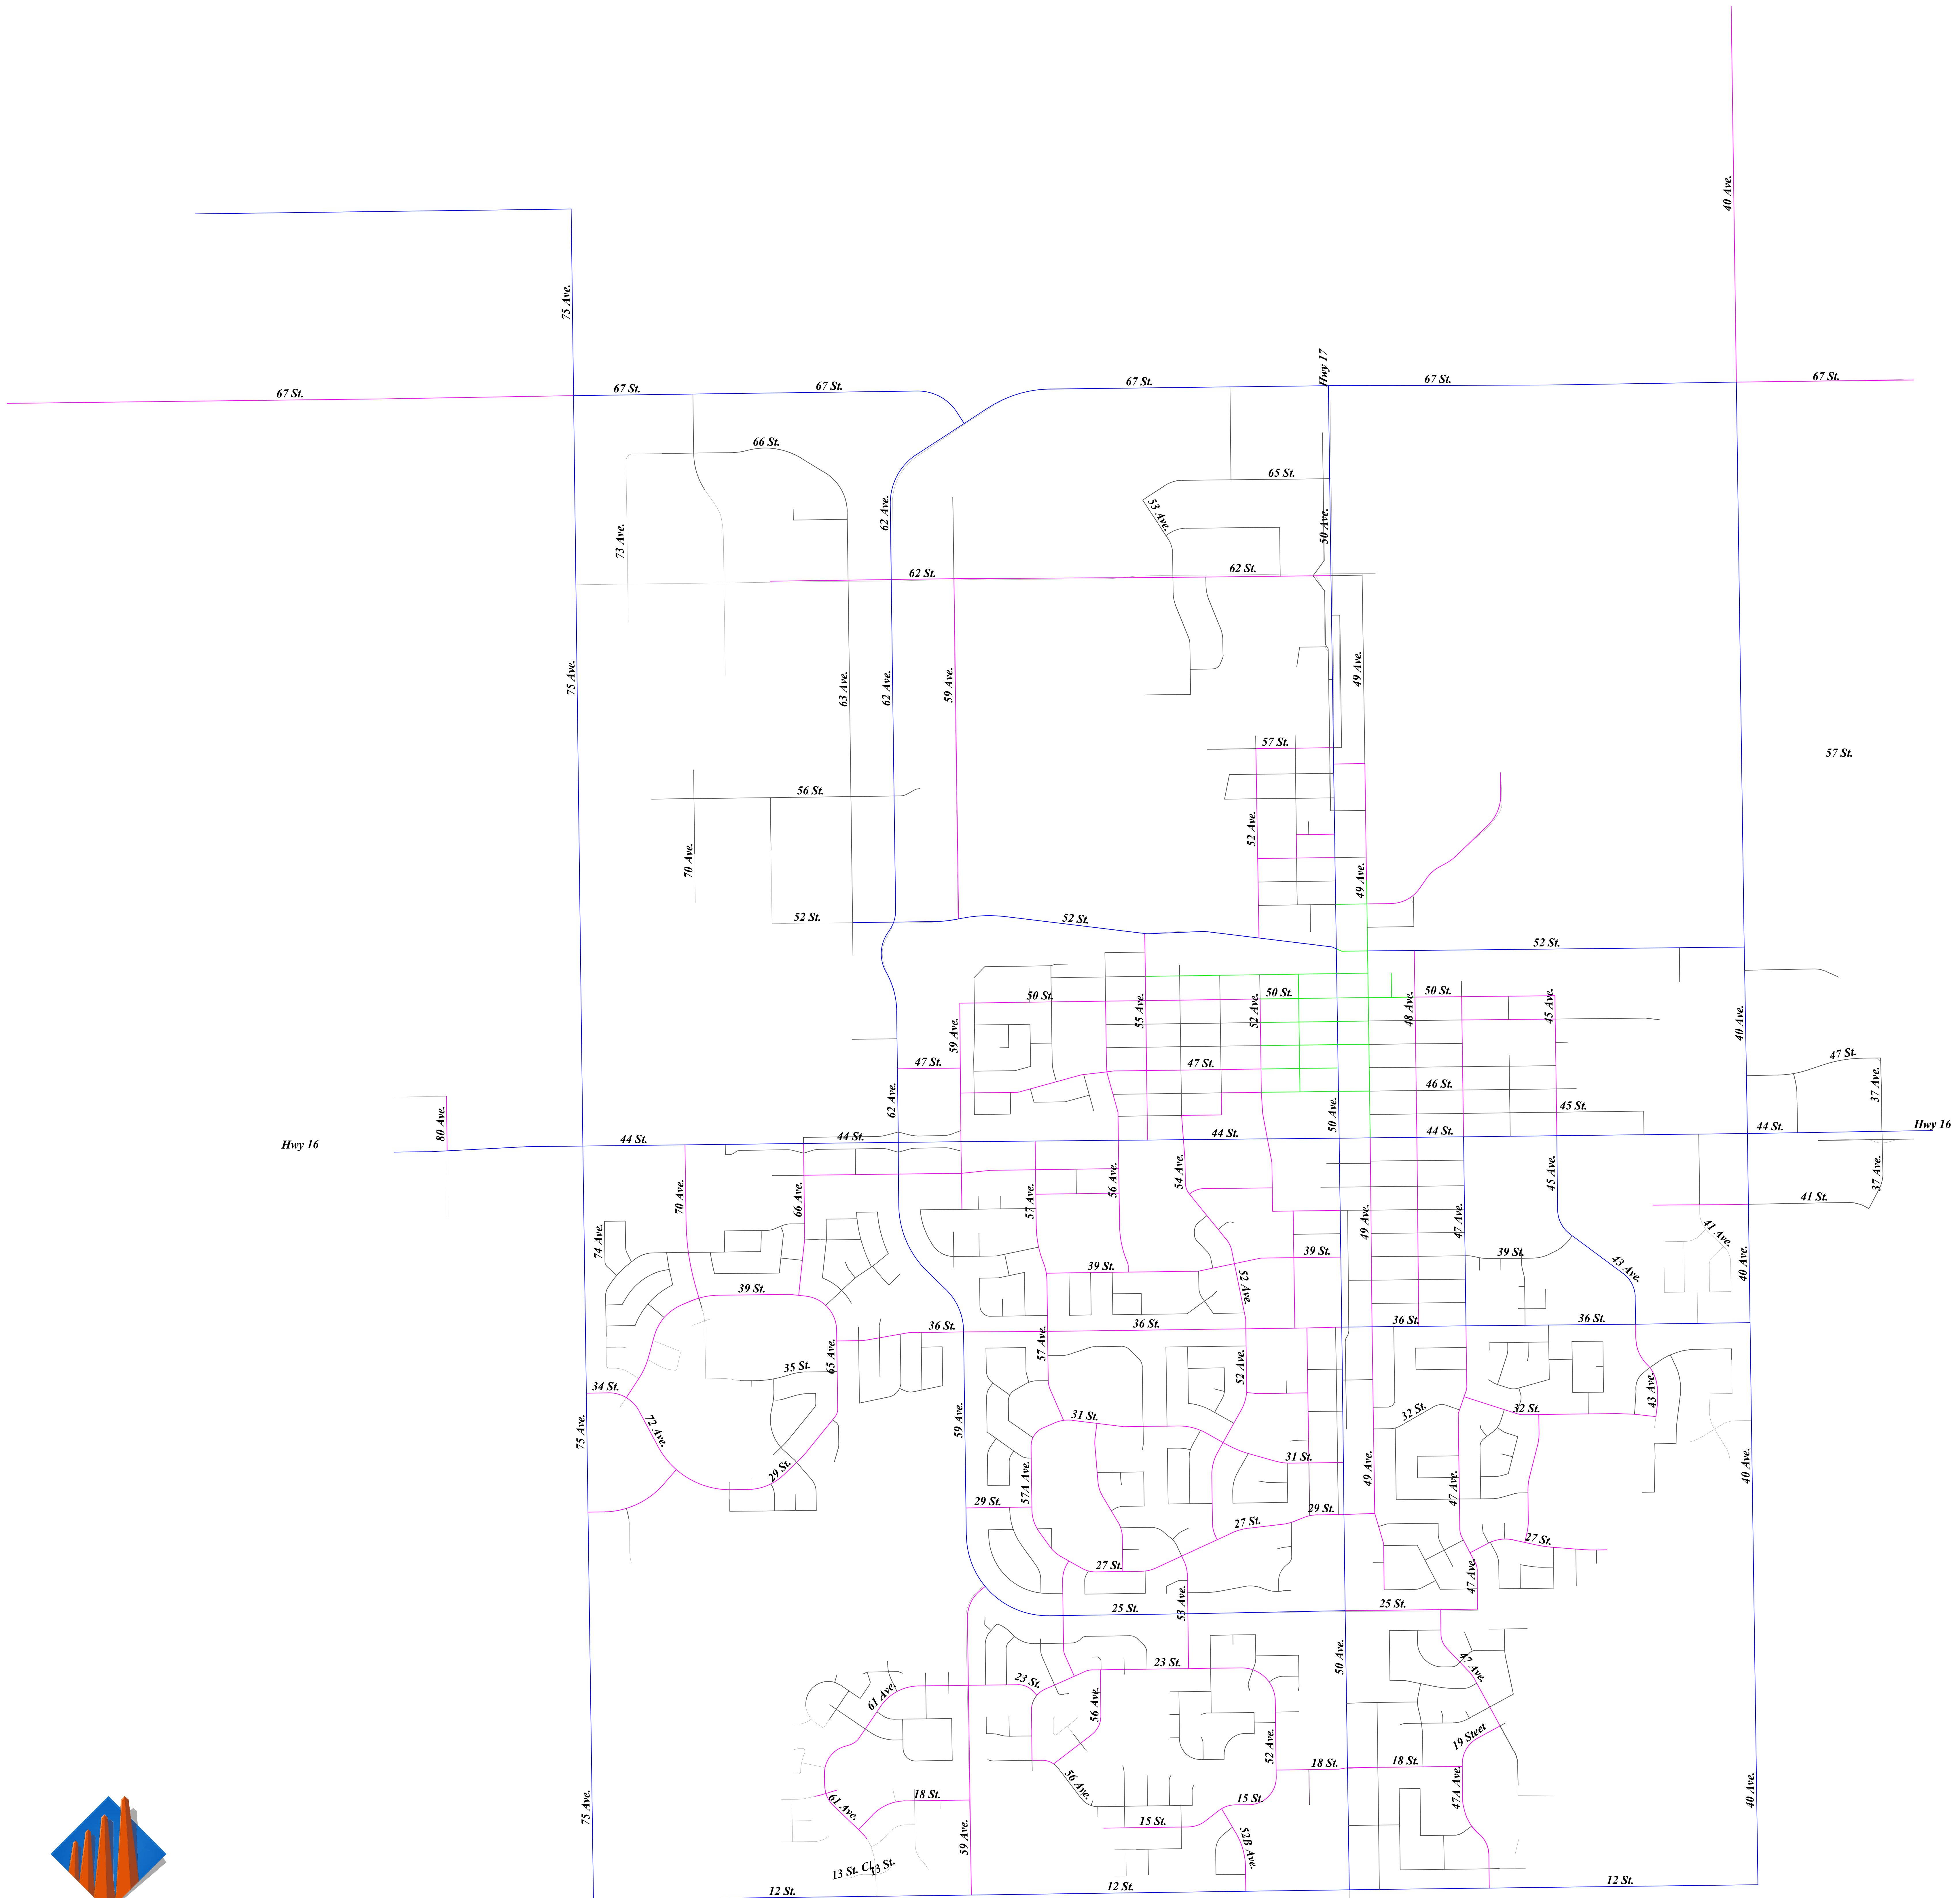 40 Ave.
75 Ave.
Hwy 17
67 St.
67 St.
67 St.
67 St.
67 St.
67 St.
66 St.
65 St.
53 Ave.
62 Ave.
50 Ave.
73 Ave.
62 St.
62 St.
75 Ave.
63 Ave.
62 Ave.
59 Ave.
49 Ave.
57 St.
57 St.
56 St.
52 Ave.
70 Ave.
49 Ave.
52 St.
52 St.
52 St.
50 St.
50 St.
50 St.
55 Ave.
52 Ave.
48 Ave.
45 Ave.
40 Ave.
59 Ave.
47 St.
47 St.
47 St.
46 St.
37 Ave.
62 Ave.
45 St.
80 Ave.
50 Ave.
Hwy 16
44 St.
44 St.
44 St.
44 St.
44 St.
Hwy 16
70 Ave.
66 Ave.
57 Ave.
56 Ave.
54 Ave.
45 Ave.
37 Ave.
41 St.
74 Ave.
49 Ave.
47 Ave.
41 Ave.
39 St.
39 St.
39 St.
39 St.
52 Ave.
43 Ave.
40 Ave.
36 St.
36 St.
36 St.
36 St.
57 Ave.
65 Ave.
52 Ave.
35 St.
34 St.
43 Ave.
72 Ave.
75 Ave.
59 Ave.
31 St.
32 St.
32 St.
31 St.
29 St.
57A Ave.
49 Ave.
47 Ave.
40 Ave.
29 St.
29 St.
27 St.
27 St.
27 St.
47 Ave.
53 Ave.
25 St.
25 St.
50 Ave.
47 Ave.
23 St.
23 St.
61 Ave.
56 Ave.
52 Ave.
19 Steet
18 St.
18 St.
56 Ave.
47A Ave.
18 St.
61 Ave.
15 St.
15 St.
75 Ave.
40 Ave.
59 Ave.
52B Ave.
13 St. Cl.
13 St.
12 St.
12 St.
12 St.